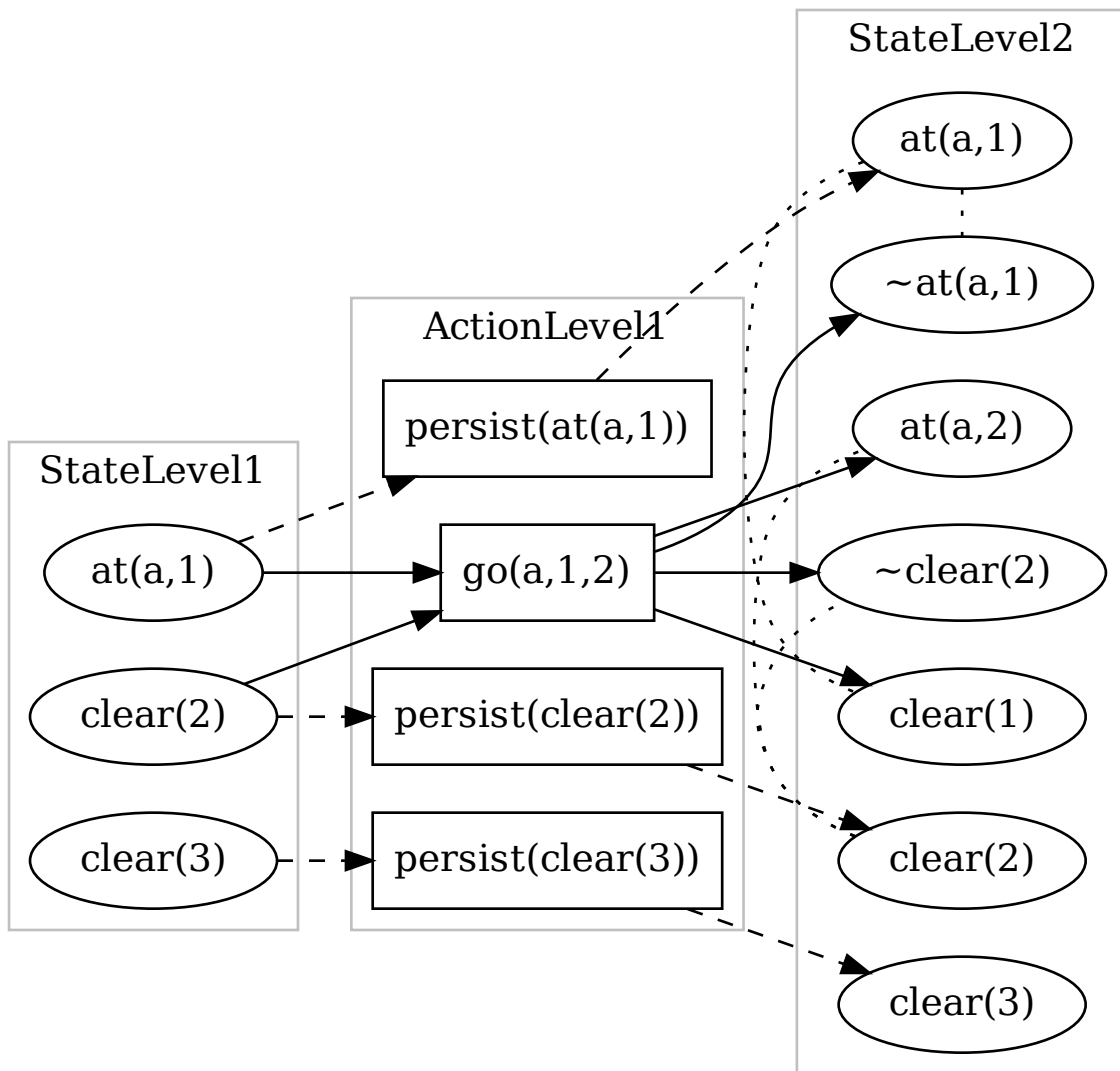 StateLevel1
at(a,1)
clear(2)
clear(3)
ActionLevel1
persist(at(a,1))
go(a,1,2)
persist(clear(2))
persist(clear(3))
StateLevel2
at(a,1)
~at(a,1)
at(a,2)
~clear(2)
clear(1)
clear(2)
clear(3)